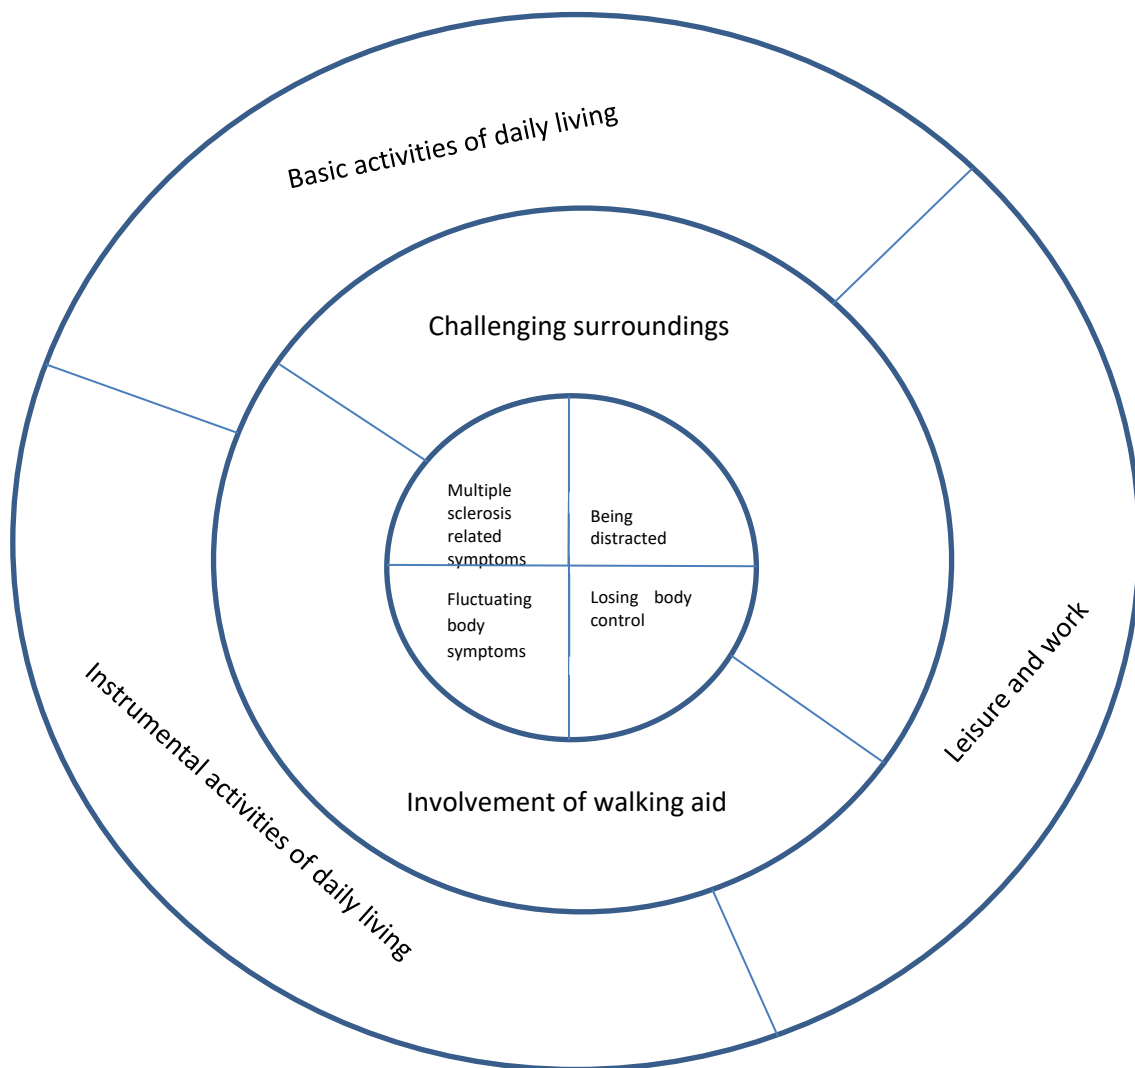 Basic activities of daily living
Challenging surroundings
Multiple
sclerosis
related
symptoms
Being
distracted
Fluctuating
body
symptoms
Losing body
control
Leisure and work
Instrumental activities of daily living
Involvement of walking aid